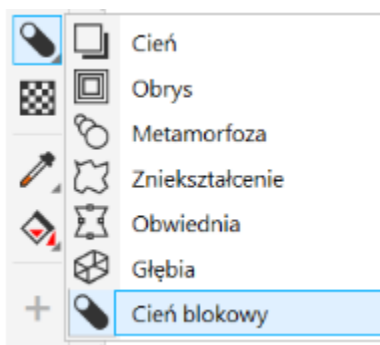 Cień
Obrys
Metamorfoza
Zniekształcenie
Obwiednia
Głębia
Cień blokowy